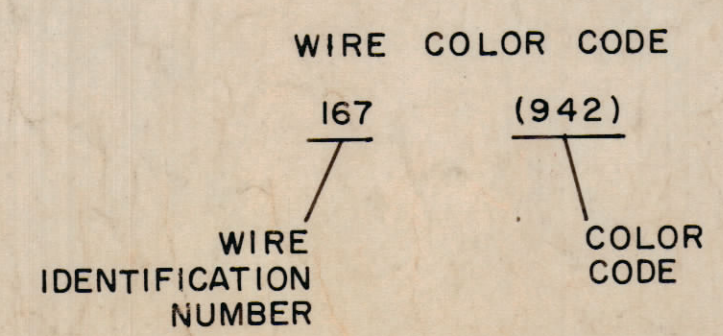 WIRE COLOR CODE
167 (942)
WIRE
IDENTIFICATION
NUMBER
COLOR
CODE